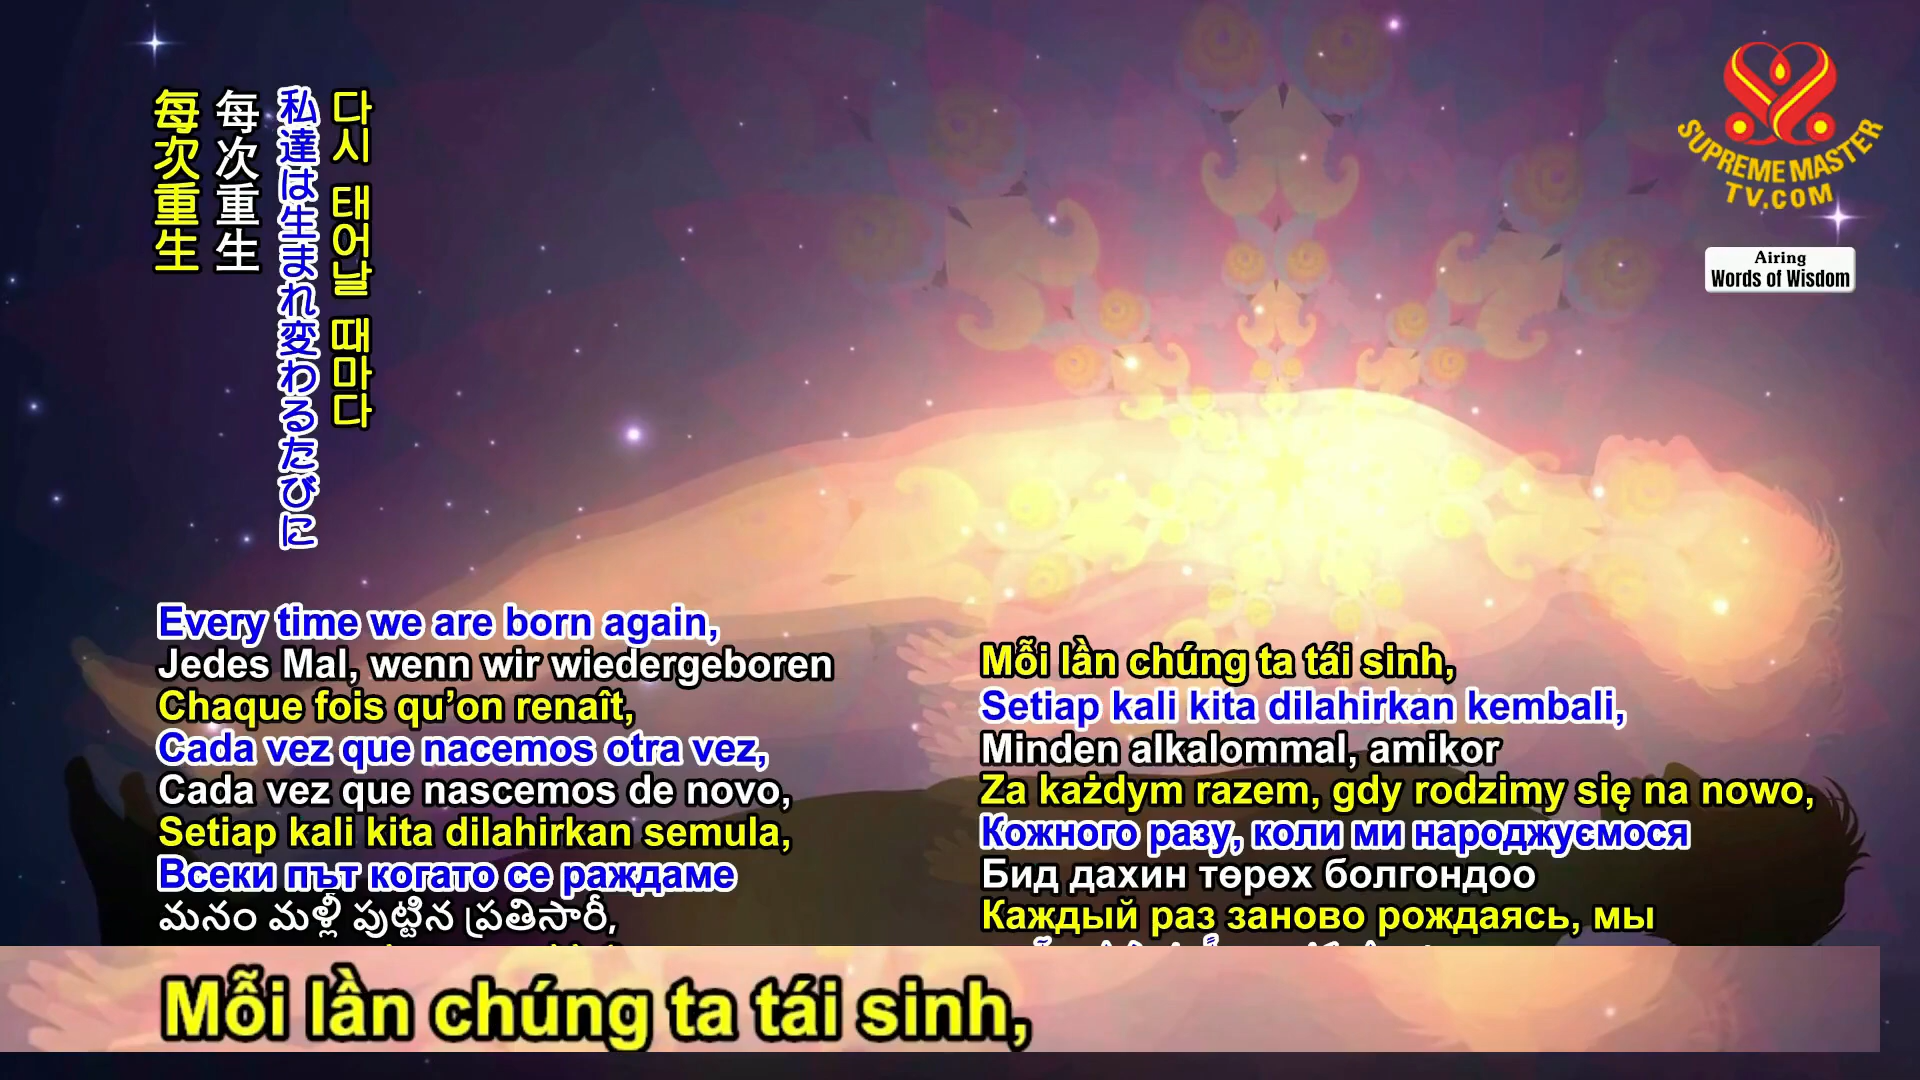 다시 태어날 때마다
私達は生まれ変わるたびに
每次重生
每次重生
SUPREME MASTER
TV.COM
Airing
Words of Wisdom
Every time we are born again,
Jedes Mal, wenn wir wiedergeboren
Chaque fois qu’on renaît,
Cada vez que nacemos otra vez,
Cada vez que nascemos de novo,
Setiap kali kita dilahirkan semula,
Всеки път когато се раждаме
మనం మళ్లీ పుట్టిన ప్రతిసారీ,
Mỗi lần chúng ta tái sinh,
Setiap kali kita dilahirkan kembali,
Minden alkalommal, amikor
Za każdym razem, gdy rodzimy się na nowo,
Кожного разу, коли ми народжуємося
Бид дахин төрөх болгондоо
Каждый раз заново рождаясь, мы
Mỗi lần chúng ta tái sinh,